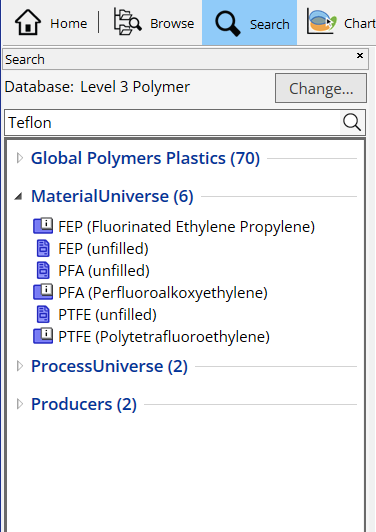 Home Browse Search Chart
Search
Database: Level 3 Polymer Change...
Teflon
Global Polymers Plastics (70)
MaterialUniverse (6)
FEP (Fluorinated Ethylene Propylene)
FEP (unfilled)
PFA (unfilled)
PFA (Perfluoroalkoxyethylene)
PTFE (unfilled)
PTFE (Polytetrafluoroethylene)
ProcessUniverse (2)
Producers (2)